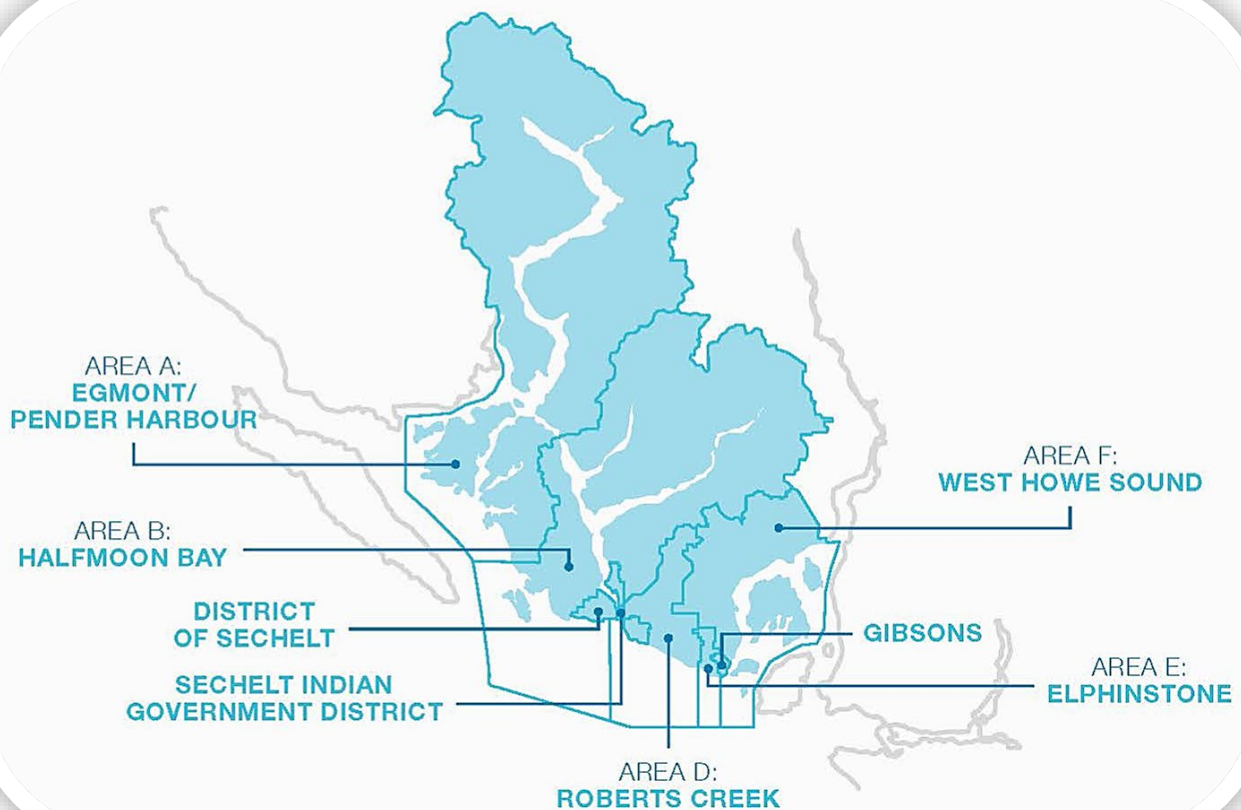 AREA A:
EGMONT/
PENDER HARBOUR
AREA B:
HALFMOON BAY
DISTRICT
OF SECHELT
SECHELT INDIAN
GOVERNMENT DISTRICT
AREA D:
ROBERTS CREEK
AREA F:
WEST HOWE SOUND
GIBSONS
AREA E:
ELPHINSTONE